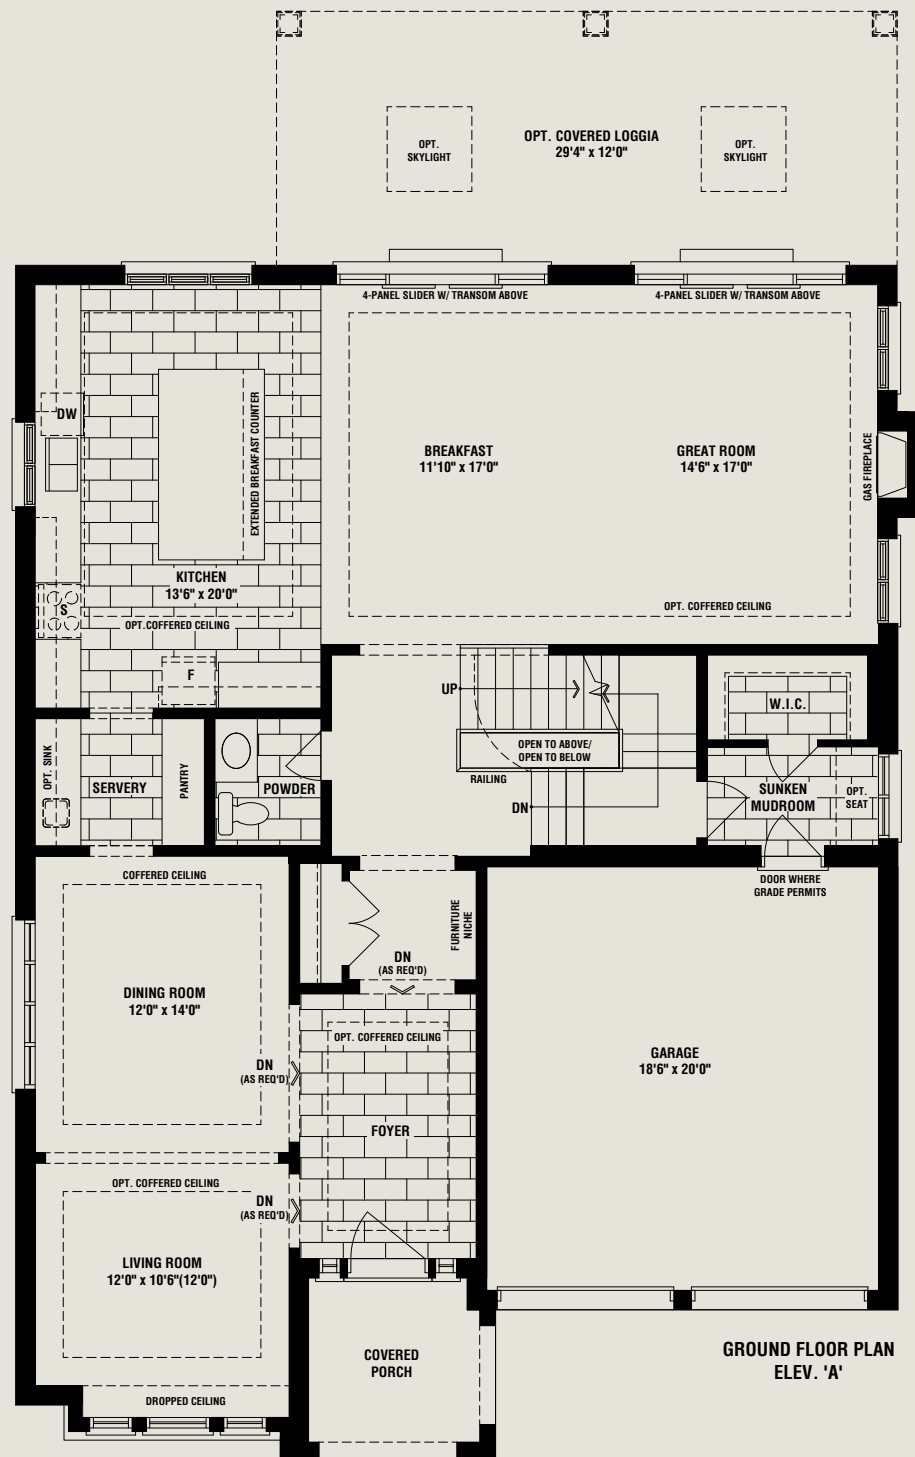 OPT.
SKYLIGHT
OPT. COVERED LOGGIA
29'4" x 12'0"
OPT.
SKYLIGHT
4-PANEL SLIDER W/ TRANSOM ABOVE
4-PANEL SLIDER W/ TRANSOM ABOVE
DW
EXTENDED BREAKFAST COUNTER
BREAKFAST
11'10" x 17'0"
GREAT ROOM
14'6" x 17'0"
GAS FIREPLACE
KITCHEN
13'6" x 20'0"
S
OPT.COFFERED CEILING
OPT. COFFERED CEILING
F
UP
W.I.C.
OPEN TO ABOVE/
OPEN TO BELOW
RAILING
OPT. SINK
SERVERY
PANTRY
POWDER
DN
SUNKEN
MUDROOM
OPT.
SEAT
DOOR WHERE
GRADE PERMITS
COFFERED CEILING
FURNITURE
NICHE
DN
(AS REQ'D)
DINING ROOM
12'0" x 14'0"
OPT. COFFERED CEILING
DN
(AS REQ'D)
GARAGE
18'6" x 20'0"
FOYER
OPT. COFFERED CEILING
DN
(AS REQ'D)
LIVING ROOM
12'0" x 10'6"(12'0")
COVERED
PORCH
DROPPED CEILING
GROUND FLOOR PLAN
ELEV. 'A'